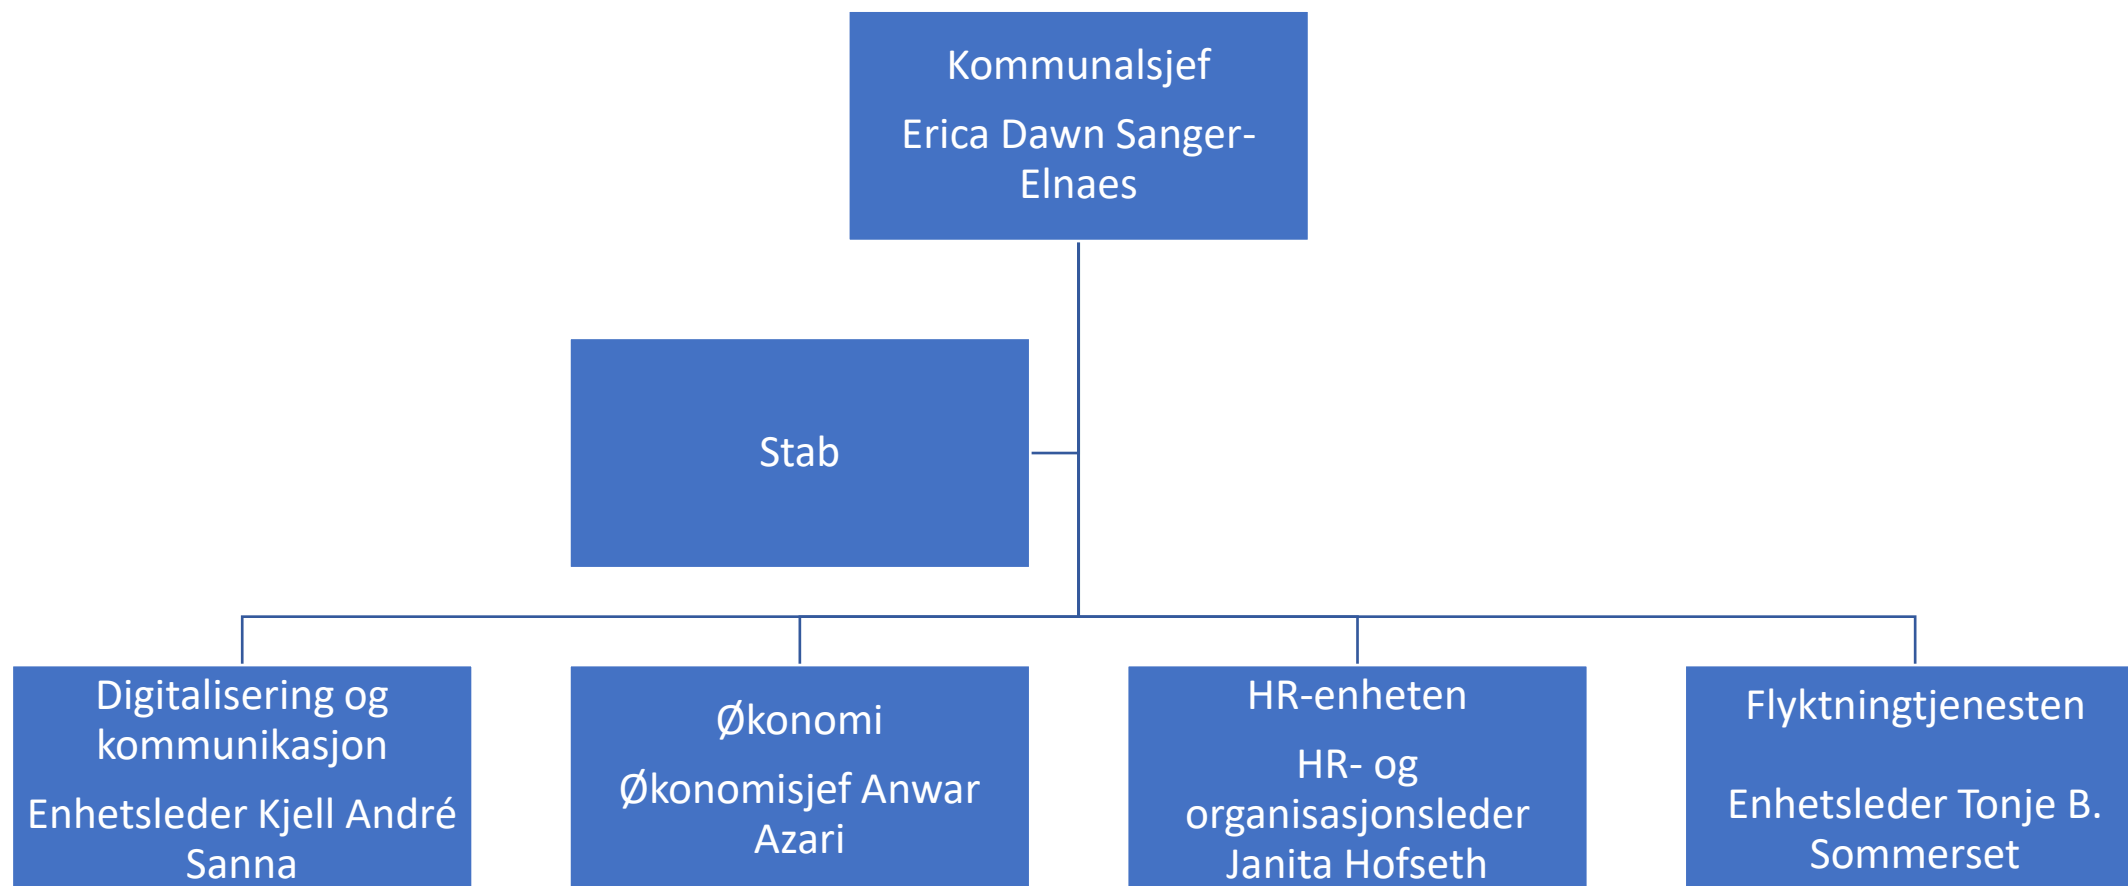 Kommunalsjef
Erica Dawn Sanger-
Elnaes
Stab
Digitalisering og
kommunikasjon
Enhetsleder Kjell André
Sanna
Økonomi
Økonomisjef Anwar
Azari
HR-enheten
HR- og
organisasjonsleder
Janita Hofseth
Flyktningtjenesten
Enhetsleder Tonje B.
Sommerset